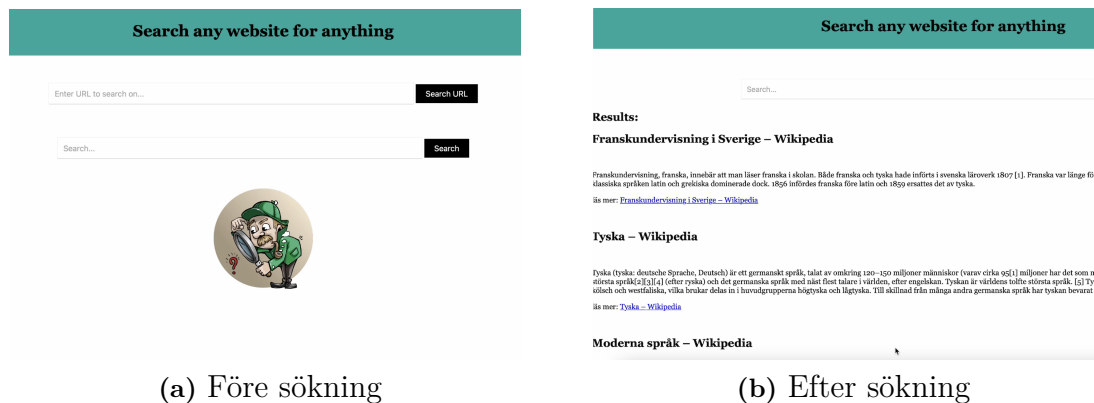 Search any website for anything
Enter URL to search on...
Search URL
Search...
Search
?
(a) Före sökning
Search any website for anything
Search...
Results:
Franskundervisning i Sverige – Wikipedia
Franskundervisning, franska, innebär att man läser franska i skolan. Både franska och tyska hade införts i svenska läroverk 1807 [1]. Franska var länge fö
klassiska språken latin och grekiska dominerade dock. 1856 infördes franska före latin och 1859 ersattes det av tyska.
läs mer: Franskundervisning i Sverige – Wikipedia
Tyska – Wikipedia
Tyska (tyska: deutsche Sprache, Deutsch) är ett germanskt språk, talat av omkring 120–150 miljoner människor (varav cirka 95[1] miljoner har det som m
största språk[2][3][4] (efter ryska) och det germanska språk med näst flest talare i världen, efter engelskan. Tyskan är världens tolfte största språk. [5] Ty
kölsch och westfaliska, vilka brukar delas in i huvudgrupperna högtyska och lågtyska. Till skillnad från många andra germanska språk har tyskan bevarat
läs mer: Tyska – Wikipedia
Moderna språk – Wikipedia
(b) Efter sökning